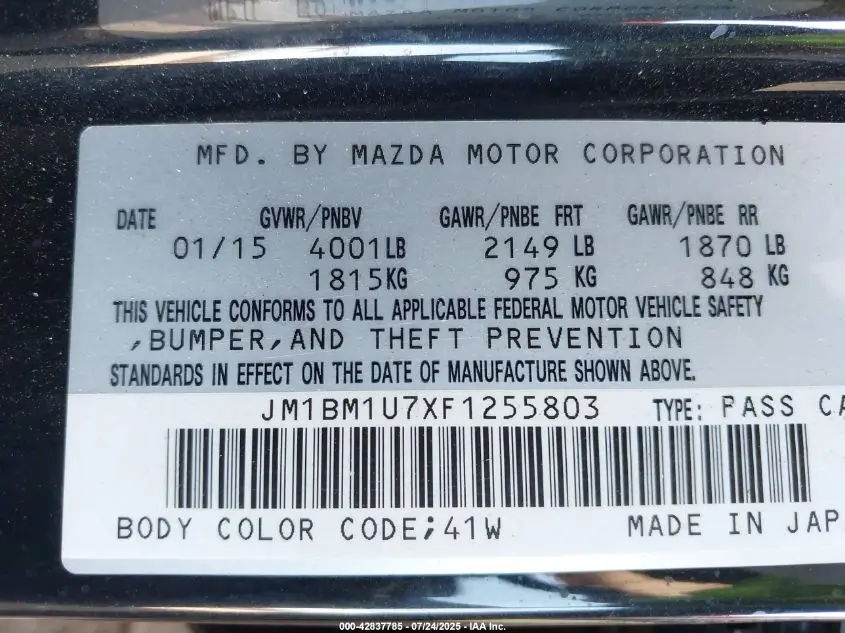 MFD. BY MAZDA MOTOR CORPORATION
DATE GVWR/PNBV GAWR/PNBE FRT GAWR/PNBE RR
01/15 4001LB 2149 LB 1870 LB
1815KG 975 KG 848 KG
THIS VEHICLE CONFORMS TO ALL APPLICABLE FEDERAL MOTOR VEHICLE SAFETY
,BUMPER,AND THEFT PREVENTION
STANDARDS IN EFFECT ON THE DATE OF MANUFACTURE SHOWN ABOVE.
JM1BM1U7XF1255803 TYPE: PASS CA
BODY COLOR CODE;41W MADE IN JAP
000-42837785 - 07/24/2025 - IAA Inc.